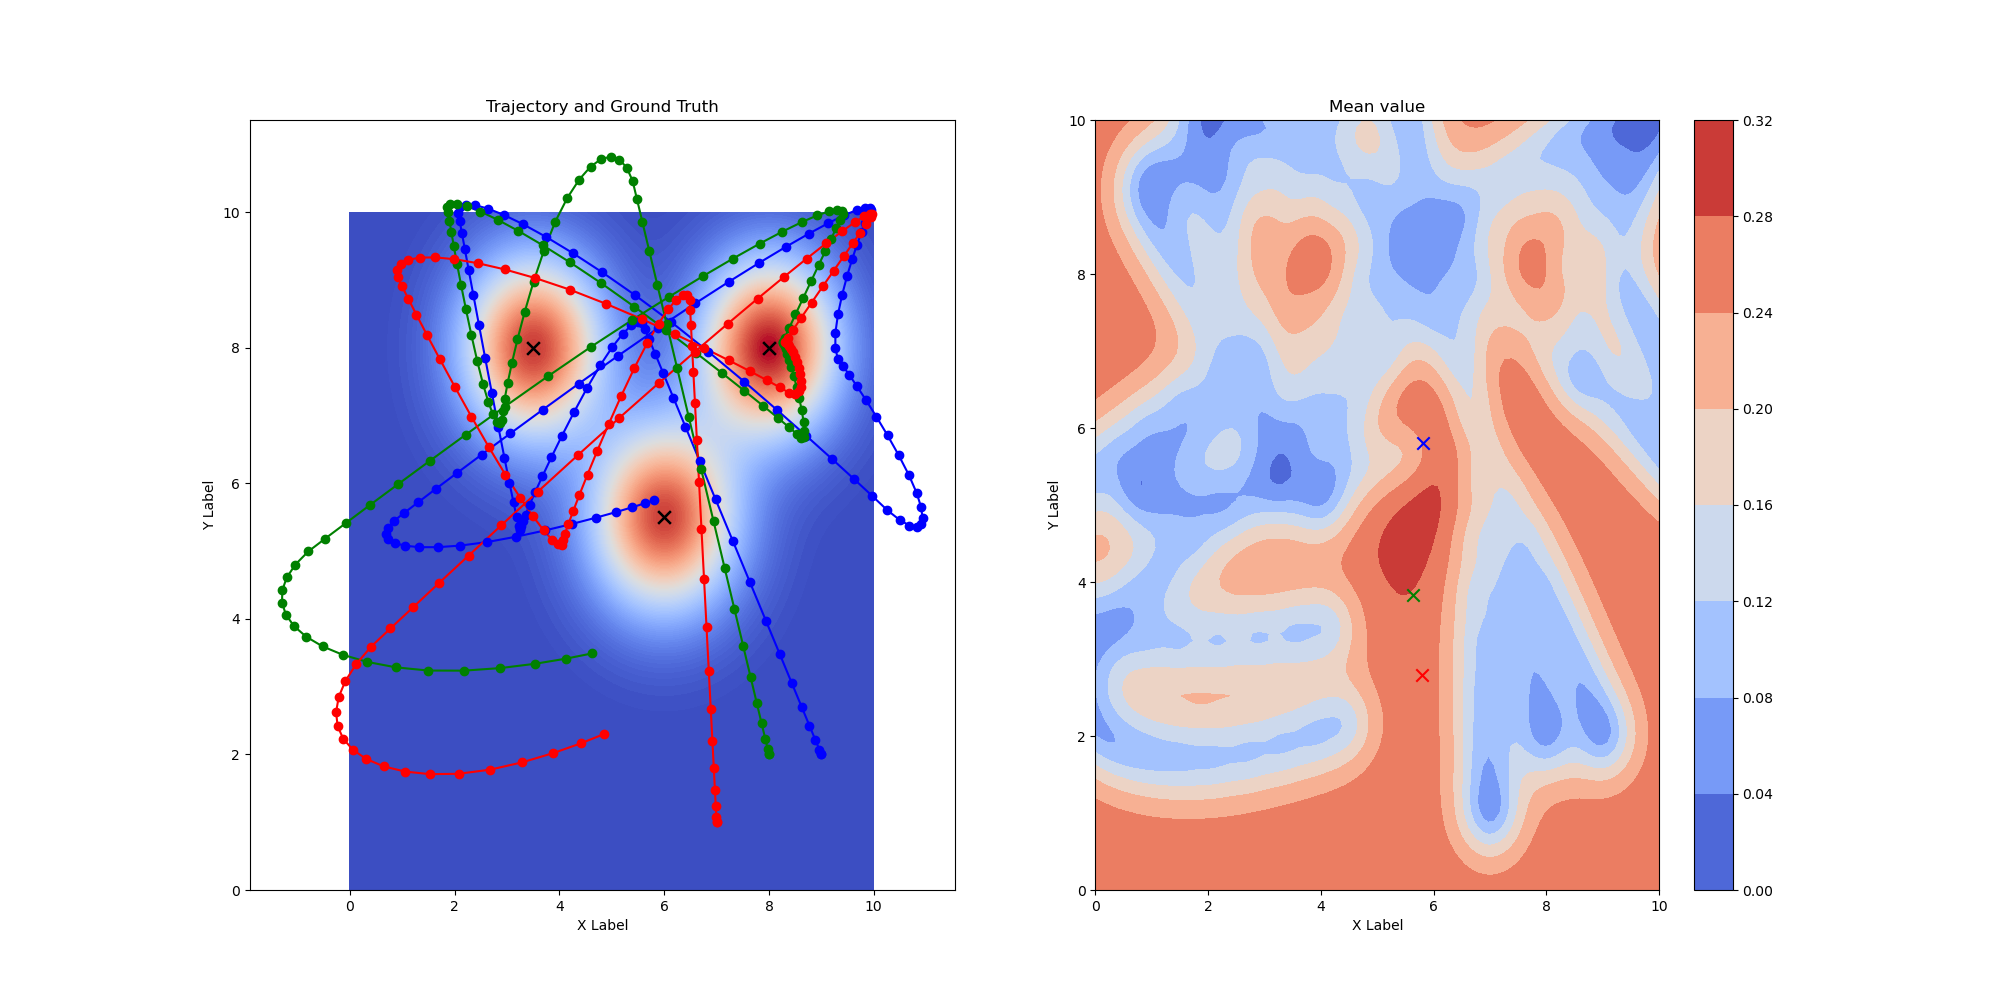 Trajectory and Ground Truth
10
8
6
4
2
0
Y Label
0 2 4 6 8 10
X Label
Mean value
10
8
6
4
2
0
Y Label
0 2 4 6 8 10
X Label
0.32
0.28
0.24
0.20
0.16
0.12
0.08
0.04
0.00